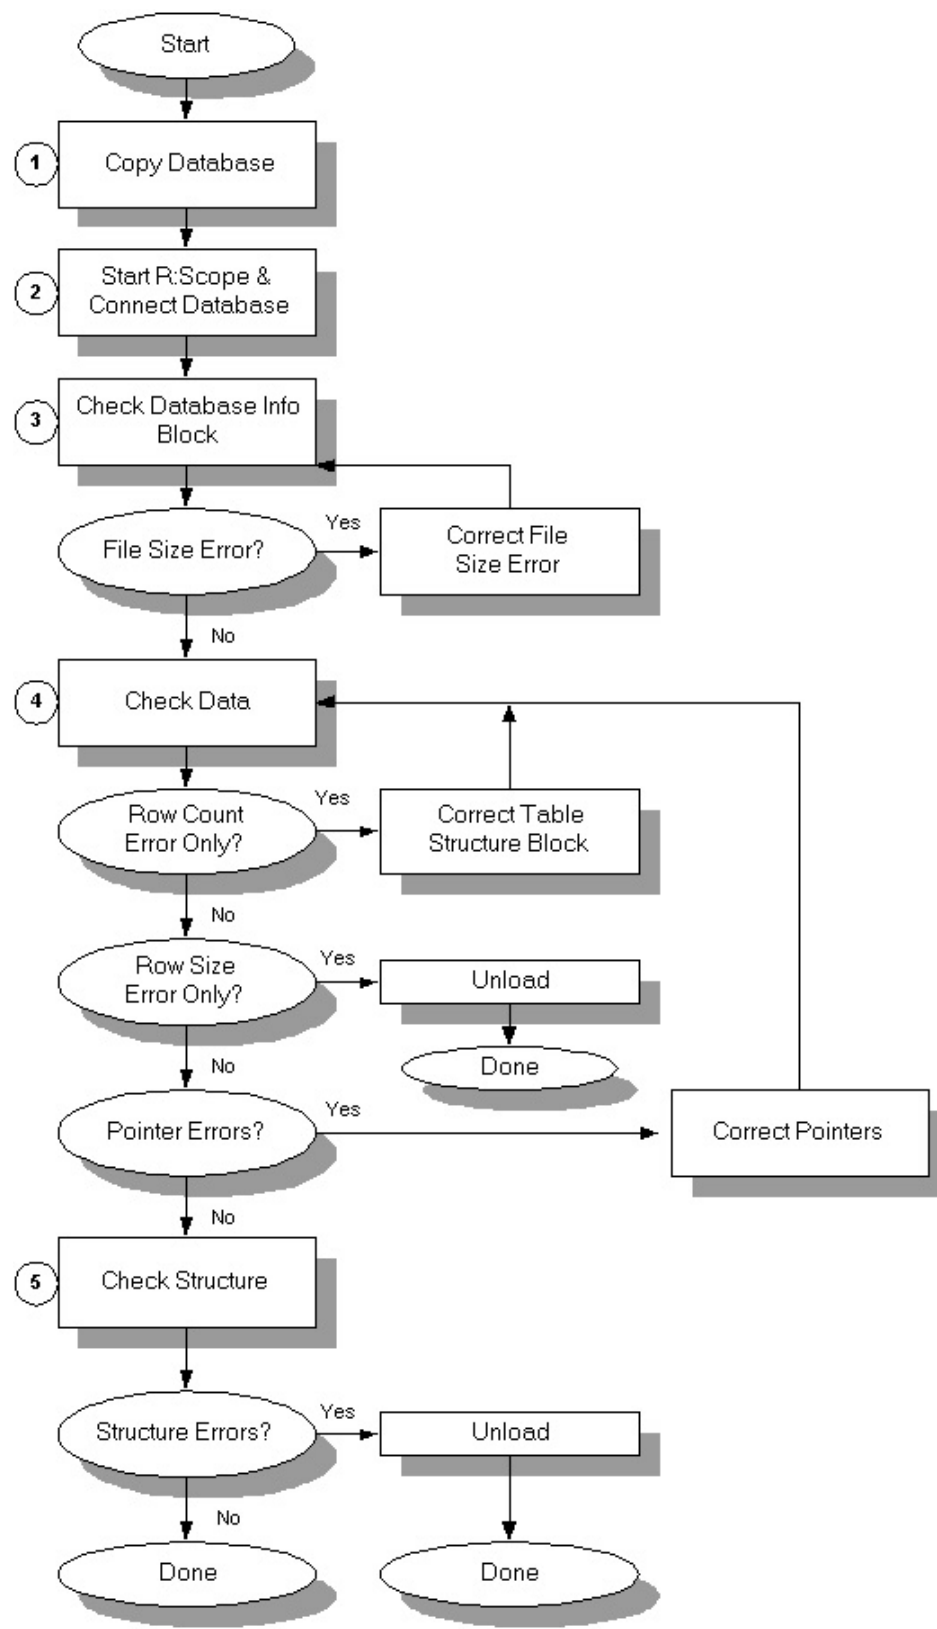 Start
1
Copy Database
2
Start R:Scope &
Connect Database
3
Check Database Info
Block
File Size Error?
Yes
Correct File
Size Error
No
4
Check Data
Row Count
Error Only?
Yes
Correct Table
Structure Block
No
Row Size
Error Only?
Yes
Unload
Done
No
Pointer Errors?
Yes
Correct Pointers
No
5
Check Structure
Structure Errors?
Yes
Unload
No
Done
Done